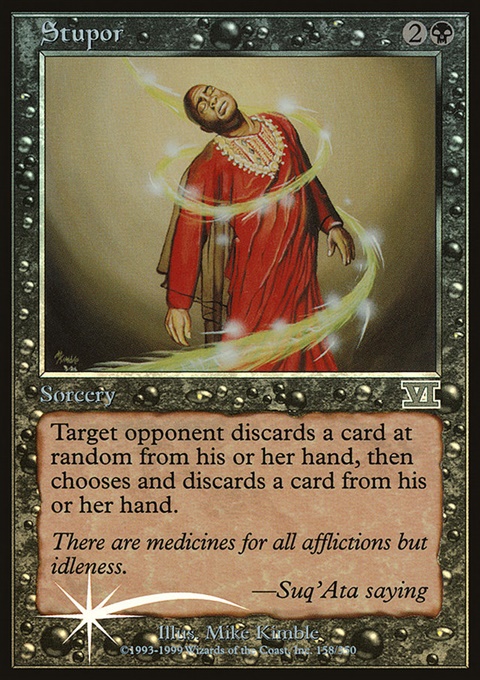 Stupor 2
Sorcery VI
Target opponent discards a card at
random from his or her hand, then
chooses and discards a card from his
or her hand.
There are medicines for all afflictions but
idleness.
—Suq'Ata saying
Illus. Mike Kimble
©1993-1999 Wizards of the Coast, Inc. 158/350